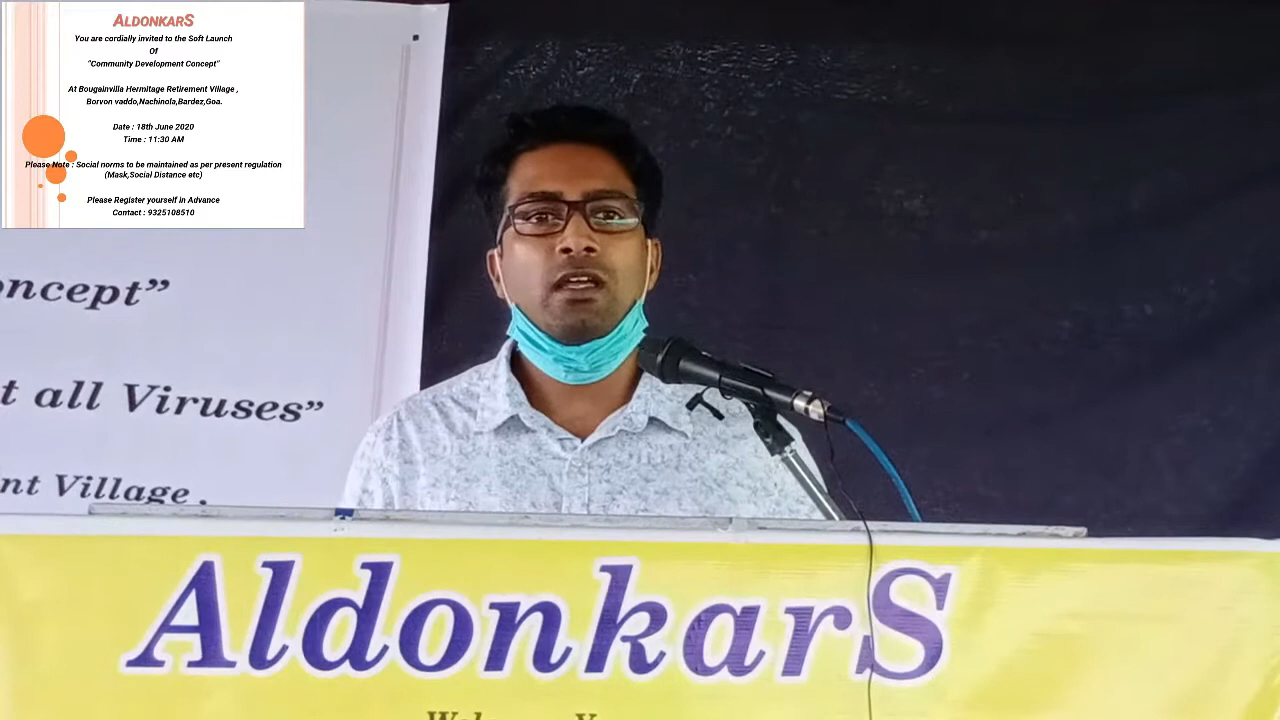 ALDONKARS
You are cordially invited to the Soft Launch
Of
"Community Development Concept"
At Bougainvilla Hermitage Retirement Village ,
Borvon vaddo,Nachinola,Bardez,Goa.
Date : 18th June 2020
Time : 11:30 AM
Please Note : Social norms to be maintained as per present regulation
(Mask,Social Distance etc)
Please Register yourself in Advance
Contact : 9325108510
oncept”
t all Viruses”
nt Village .
AldonkarS